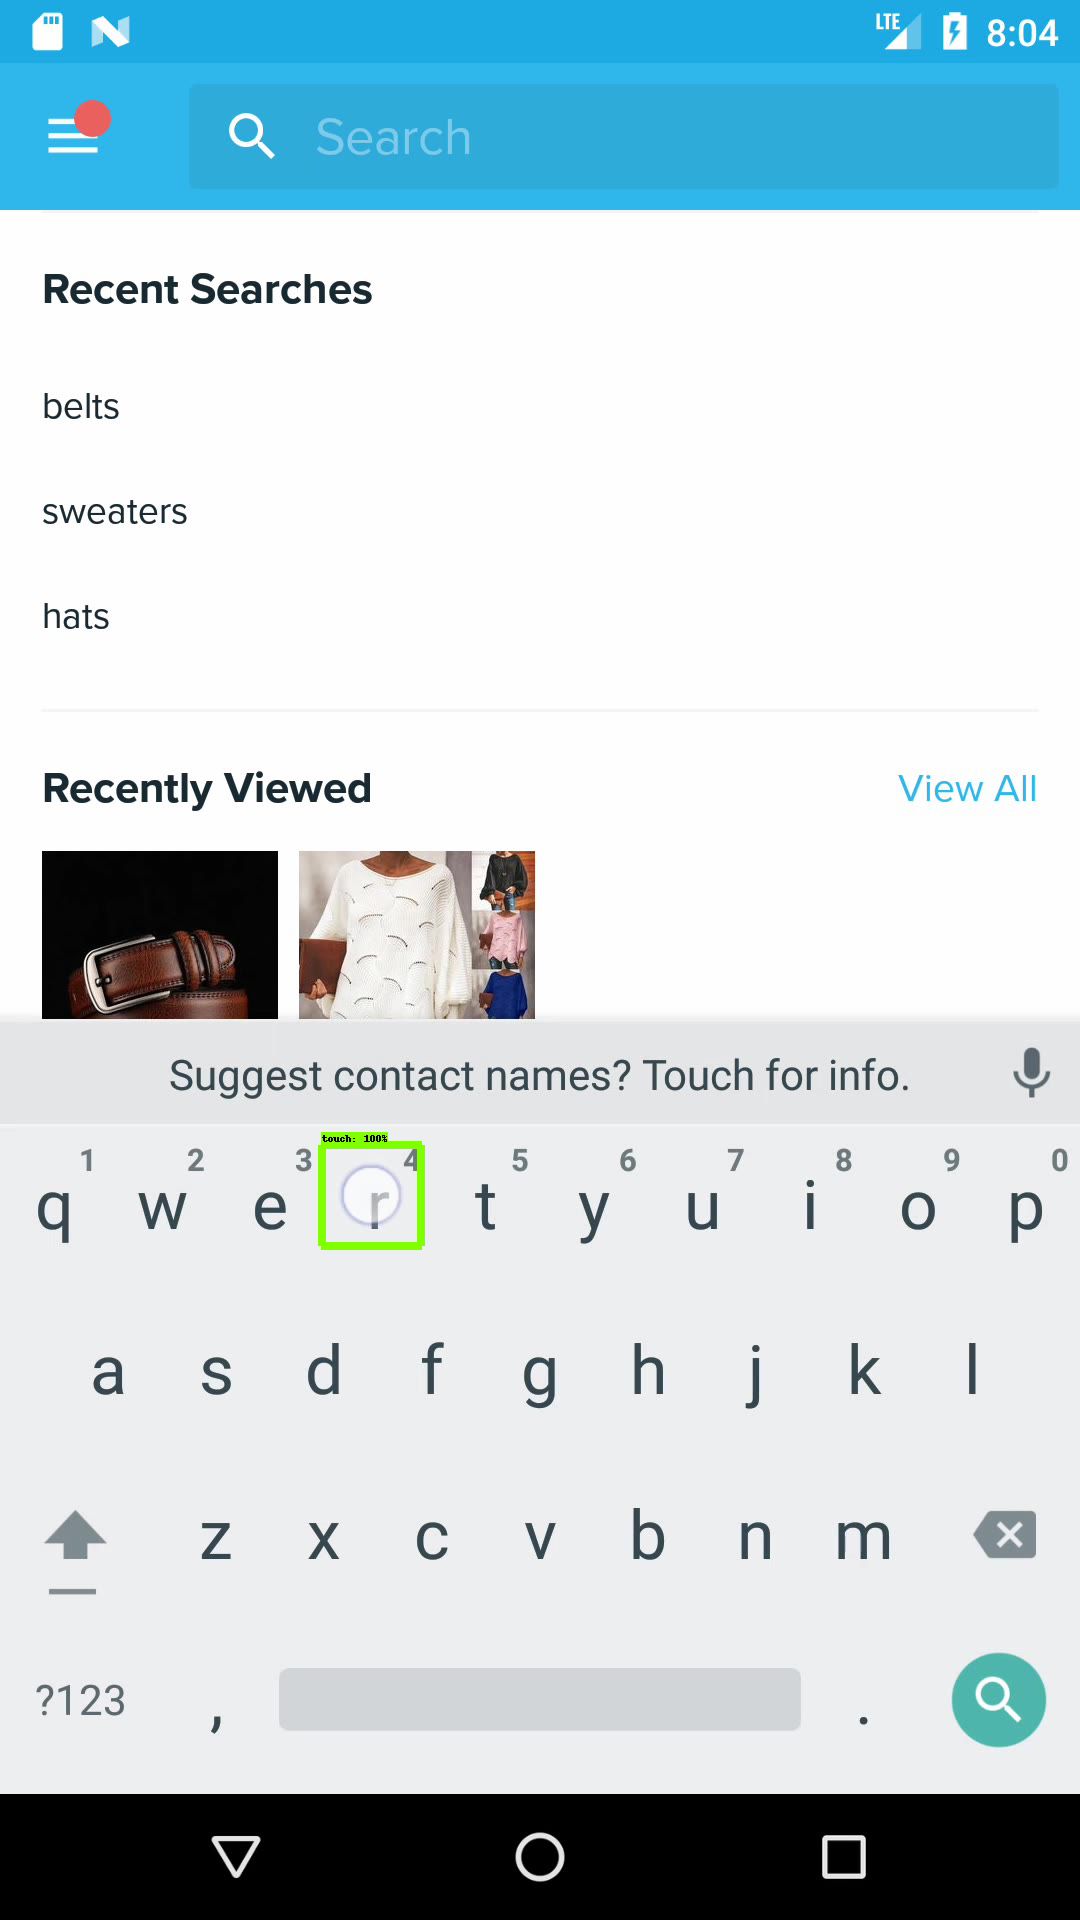 LTE 8:04
Search
Recent Searches
belts
sweaters
hats
Recently Viewed View All
Suggest contact names? Touch for info.
touch: 100%
1 2 3 4 5 6 7 8 9 0
q w e r t y u i o p
a s d f g h j k l
z x c v b n m
?123 , .